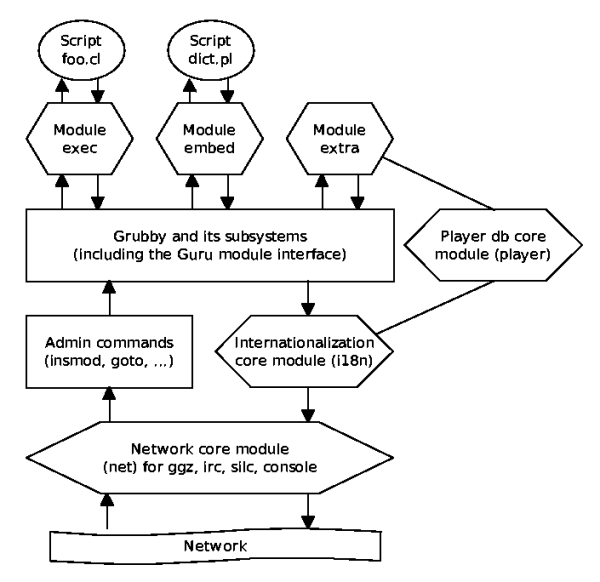 Script
foo.cl
Script
dict.pl
Module
exec
Module
embed
Module
extra
Grubby and its subsystems
(including the Guru module interface)
Player db core
module (player)
Admin commands
(insmod, goto, ...)
Internationalization
core module (i18n)
Network core module
(net) for ggz, irc, silc, console
Network